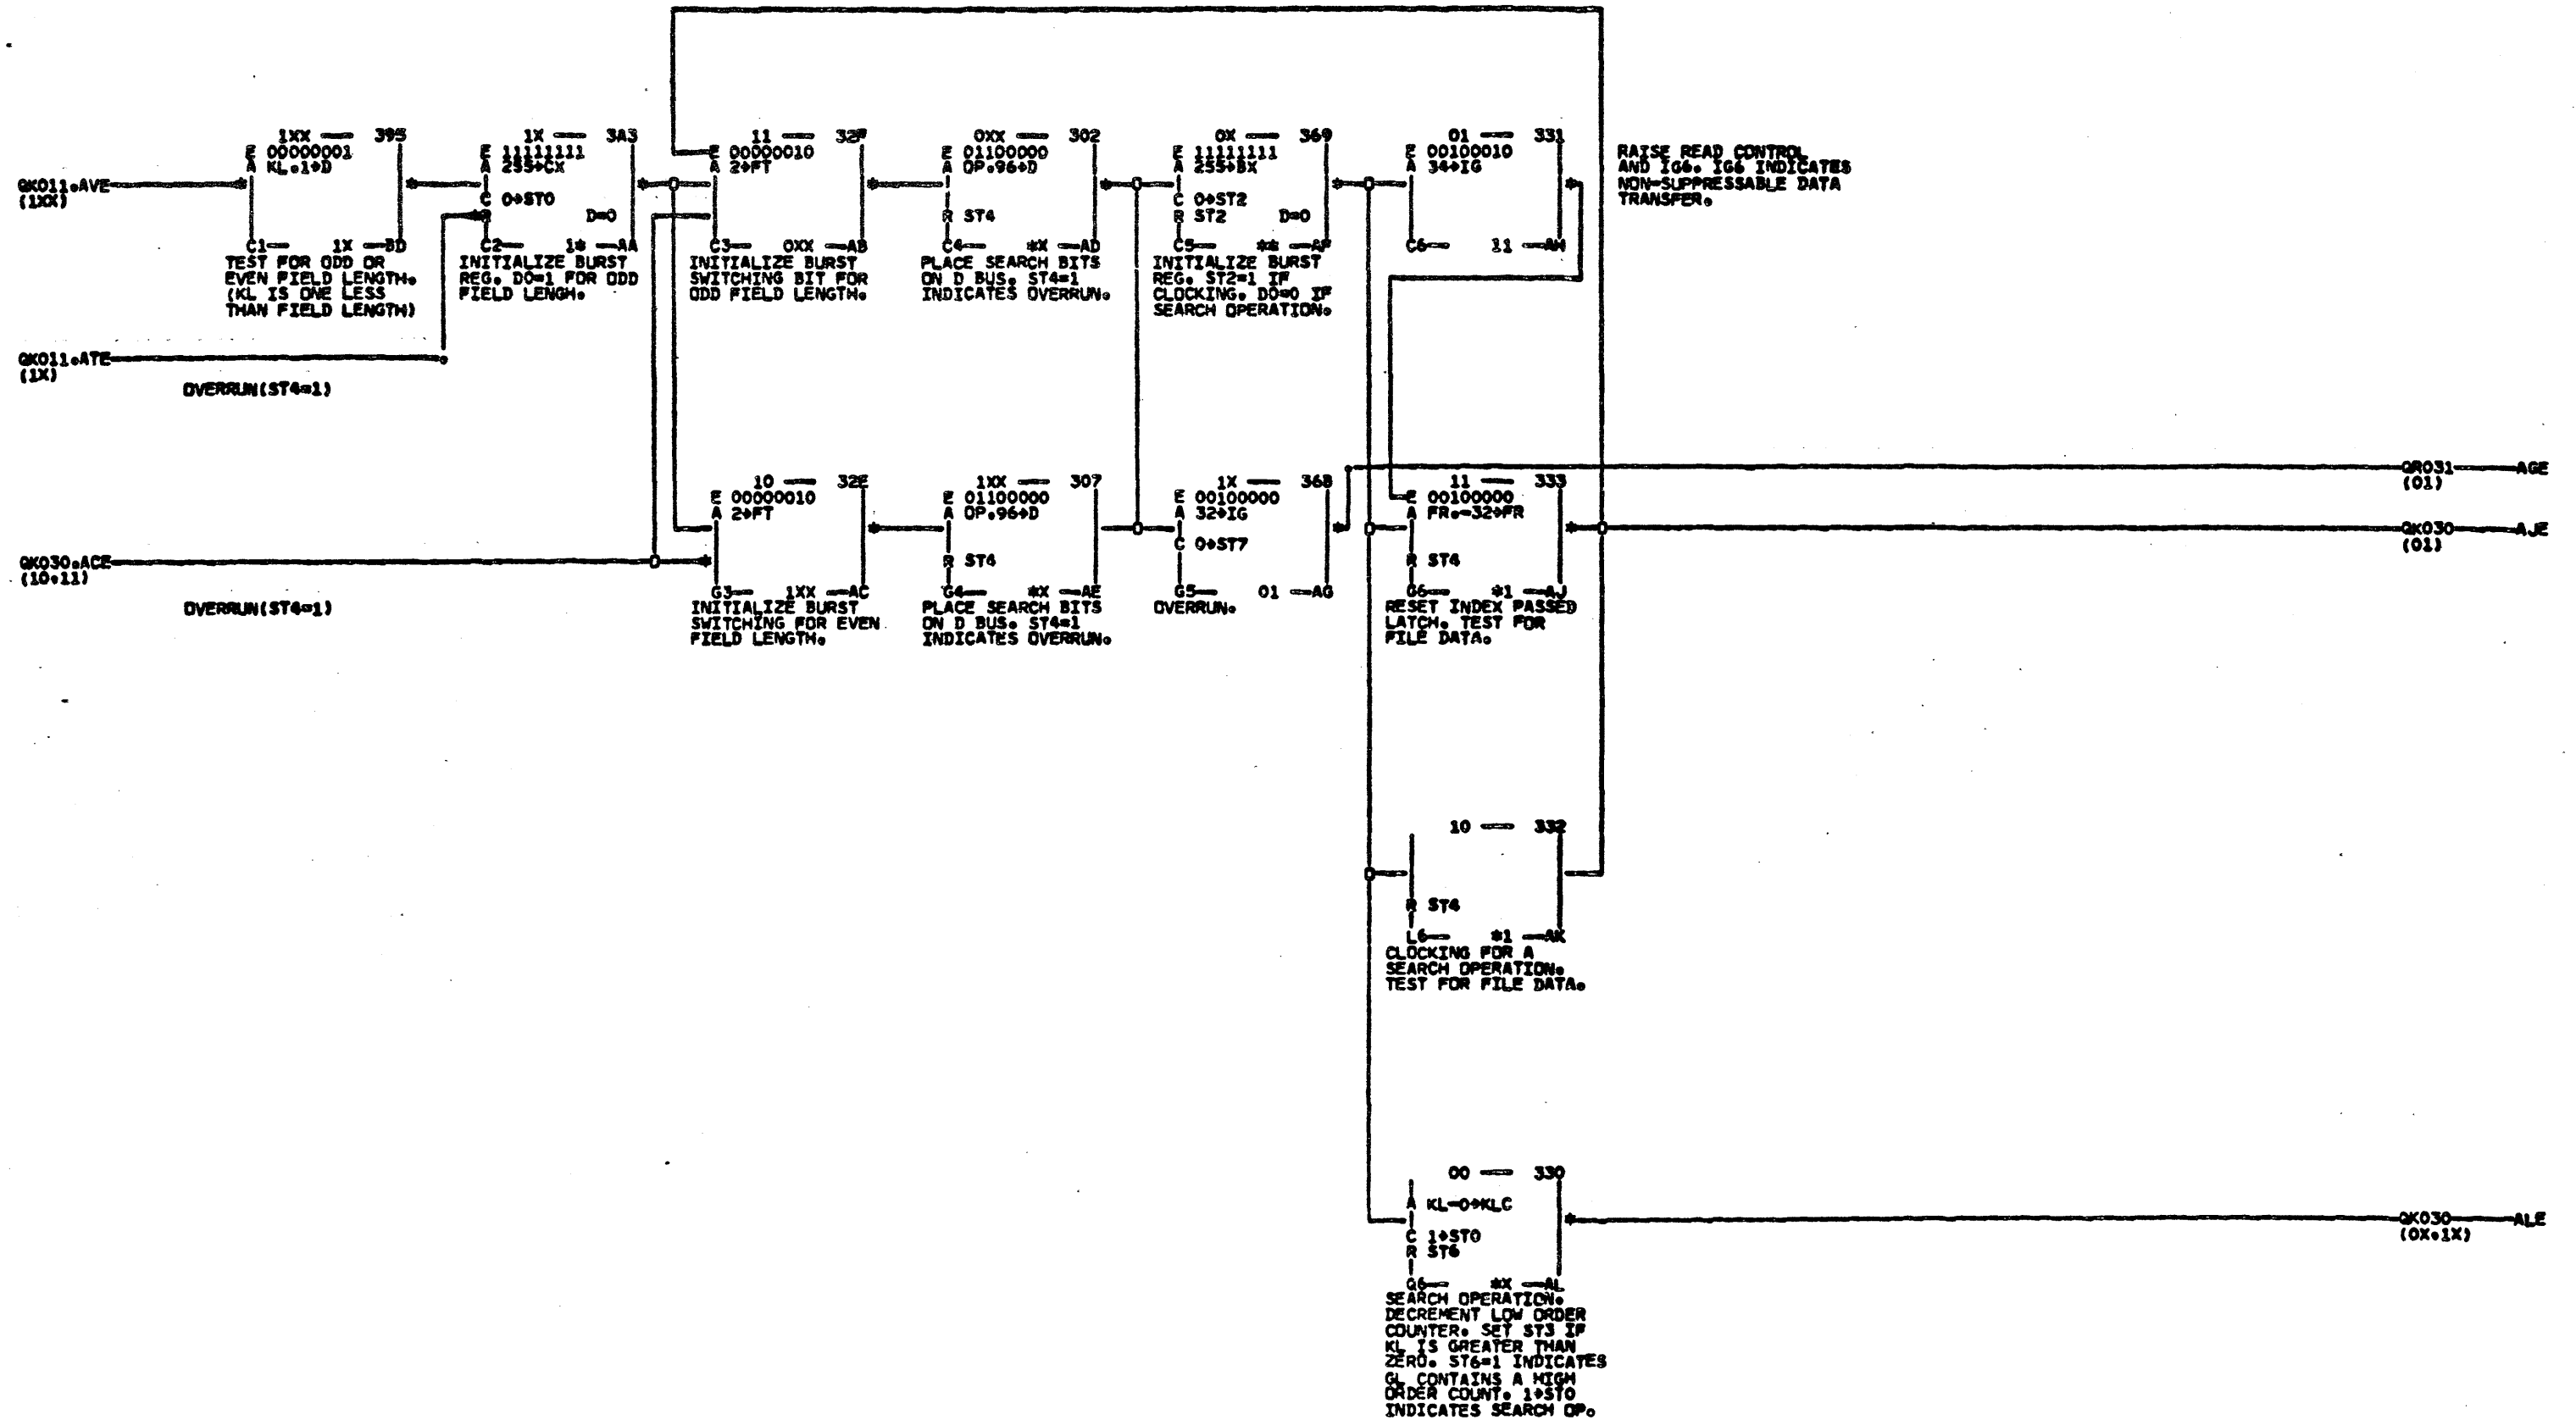 1XX — 395
E 00000001
A KL.1→D
QK011.AVE
(1XX)
C1— 1X —BD
TEST FOR ODD OR
EVEN FIELD LENGTH.
(KL IS ONE LESS
THAN FIELD LENGTH)
1X — 3A3
E 11111111
A 255→CX
C 0→ST0
R D=0
C2— 1* —AA
INITIALIZE BURST
REG. D0=1 FOR ODD
FIELD LENGH.
11 — 32F
E 00000010
A 2→FT
C3— 0XX —AB
INITIALIZE BURST
SWITCHING BIT FOR
ODD FIELD LENGTH.
0XX — 302
E 01100000
A OP.96→D
R ST4
C4— *X —AD
PLACE SEARCH BITS
ON D BUS. ST4=1
INDICATES OVERRUN.
0X — 369
E 11111111
A 255→BX
C 0→ST2
R ST2 D=0
C5— ** —AF
INITIALIZE BURST
REG. ST2=1 IF
CLOCKING. D0=0 IF
SEARCH OPERATION.
01 — 331
E 00100010
A 34→IG
C6— 11 —AH
RAISE READ CONTROL
AND IG6. IG6 INDICATES
NON-SUPPRESSABLE DATA
TRANSFER.
QK011.ATE
(1X)
OVERRUN(ST4=1)
10 — 32E
E 00000010
A 2→FT
QK030.ACE
(10.11)
OVERRUN(ST4=1)
G3— 1XX —AC
INITIALIZE BURST
SWITCHING FOR EVEN
FIELD LENGTH.
1XX — 307
E 01100000
A OP.96→D
R ST4
G4— *X —AE
PLACE SEARCH BITS
ON D BUS. ST4=1
INDICATES OVERRUN.
1X — 36B
E 00100000
A 32→IG
C 0→ST7
G5— 01 —AG
OVERRUN.
11 — 333
E 00100000
A FR.-32→FR
R ST4
G6— *1 —AJ
RESET INDEX PASSED
LATCH. TEST FOR
FILE DATA.
QR031 AGE
(01)
QK030 AJE
(01)
10 — 332
R ST4
L6— *1 —AK
CLOCKING FOR A
SEARCH OPERATION.
TEST FOR FILE DATA.
00 — 330
A KL-0→KLC
C 1→ST0
R ST6
Q6— *X —AL
SEARCH OPERATION.
DECREMENT LOW ORDER
COUNTER. SET ST3 IF
KL IS GREATER THAN
ZERO. ST6=1 INDICATES
GL CONTAINS A HIGH
ORDER COUNT. 1→ST0
INDICATES SEARCH OP.
QK030 ALE
(0X.1X)